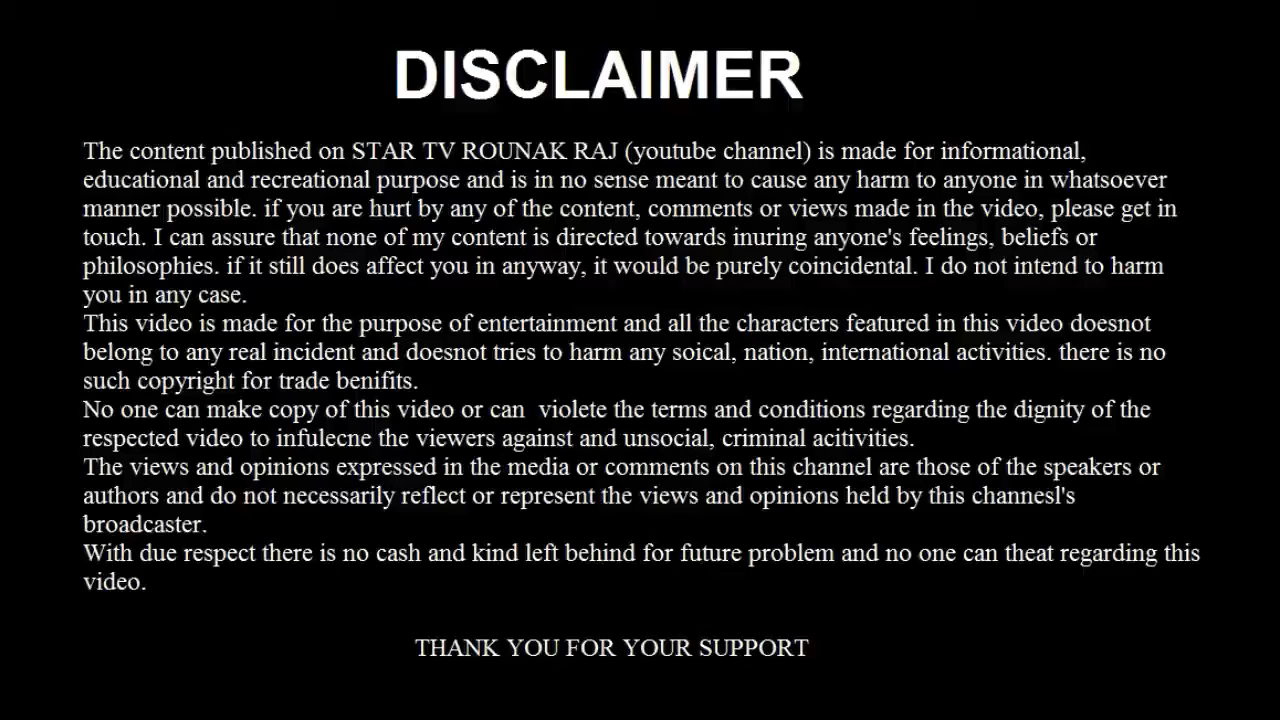 DISCLAIMER
The content published on STAR TV ROUNAK RAJ (youtube channel) is made for informational,
educational and recreational purpose and is in no sense meant to cause any harm to anyone in whatsoever
manner possible. if you are hurt by any of the content, comments or views made in the video, please get in
touch. I can assure that none of my content is directed towards inuring anyone's feelings, beliefs or
philosophies. if it still does affect you in anyway, it would be purely coincidental. I do not intend to harm
you in any case.
This video is made for the purpose of entertainment and all the characters featured in this video doesnot
belong to any real incident and doesnot tries to harm any soical, nation, international activities. there is no
such copyright for trade benifits.
No one can make copy of this video or can  violete the terms and conditions regarding the dignity of the
respected video to infulecne the viewers against and unsocial, criminal acitivities.
The views and opinions expressed in the media or comments on this channel are those of the speakers or
authors and do not necessarily reflect or represent the views and opinions held by this channesl's
broadcaster.
With due respect there is no cash and kind left behind for future problem and no one can theat regarding this
video.
THANK YOU FOR YOUR SUPPORT